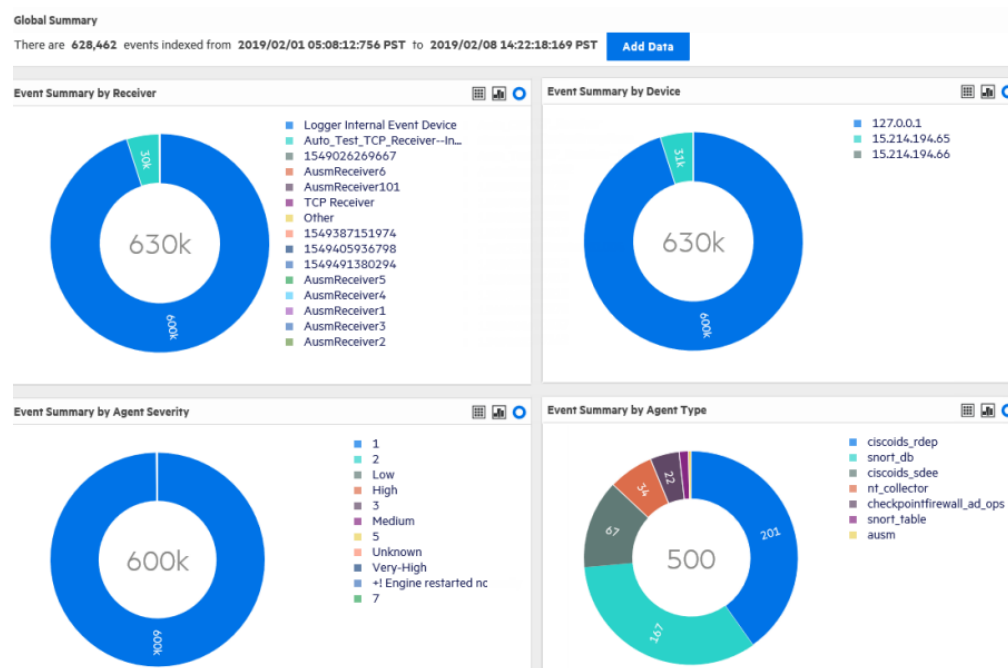 Global Summary
There are 628,462 events indexed from 2019/02/01 05:08:12:756 PST to 2019/02/08 14:22:18:169 PST Add Data
Event Summary by Receiver
30k
630k
600k
Logger Internal Event Device
Auto_Test_TCP_Receiver--In...
1549026269667
AusmReceiver6
AusmReceiver101
TCP Receiver
Other
1549387151974
1549405936798
1549491380294
AusmReceiver5
AusmReceiver4
AusmReceiver1
AusmReceiver3
AusmReceiver2
Event Summary by Device
31k
630k
600k
127.0.0.1
15.214.194.65
15.214.194.66
Event Summary by Agent Severity
600k
600k
1
2
Low
High
3
Medium
5
Unknown
Very-High
+! Engine restarted nc
7
Event Summary by Agent Type
22
34
67
201
500
167
ciscoids_rdep
snort_db
ciscoids_sdee
nt_collector
checkpointfirewall_ad_ops
snort_table
ausm